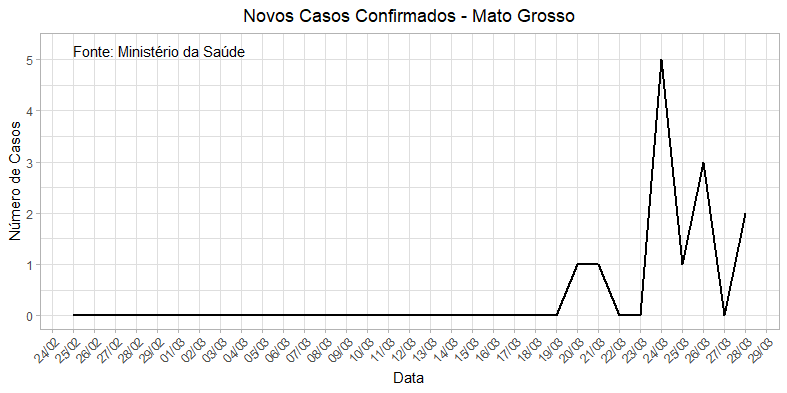 Novos Casos Confirmados - Mato Grosso
Fonte: Ministério da Saúde
Número de Casos
5
4
3
2
1
0
24/02 25/02 26/02 27/02 28/02 29/02 01/03 02/03 03/03 04/03 05/03 06/03 07/03 08/03 09/03 10/03 11/03 12/03 13/03 14/03 15/03 16/03 17/03 18/03 19/03 20/03 21/03 22/03 23/03 24/03 25/03 26/03 27/03 28/03 29/03
Data